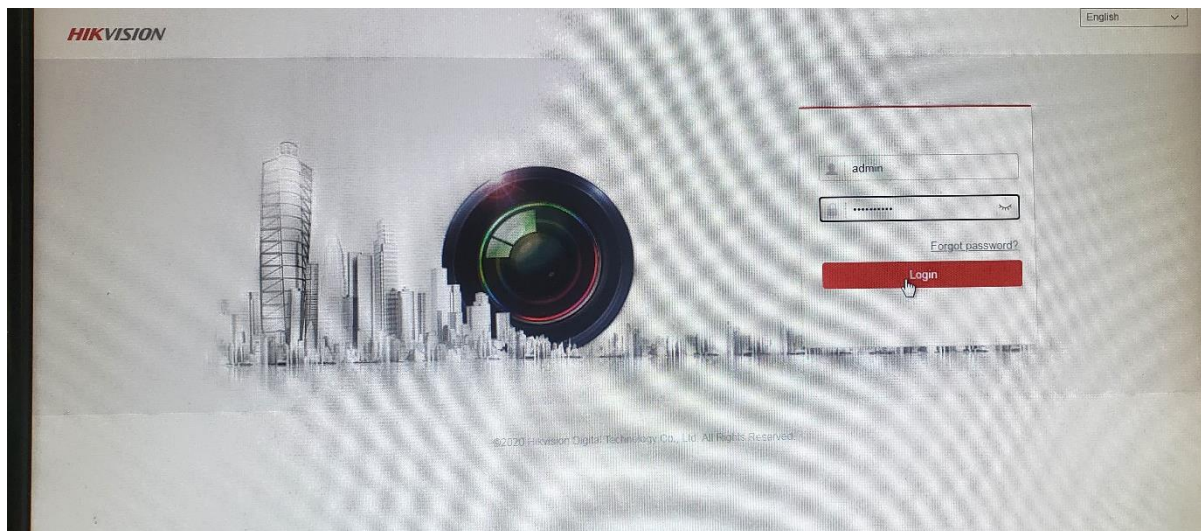 HIKVISION
English
admin
Forgot password?
Login
©2020 Hikvision Digital Technology Co., Ltd. All Rights Reserved.